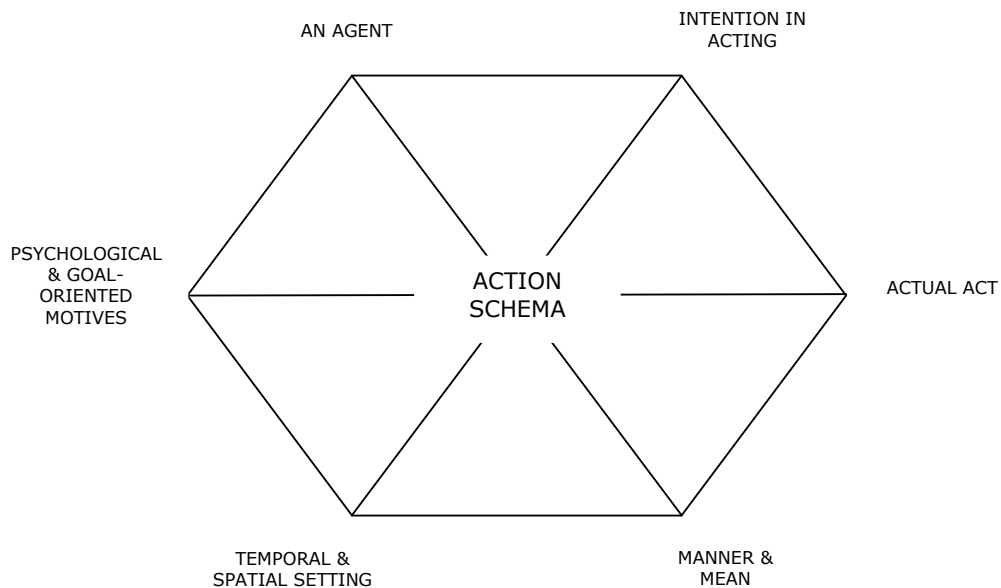 AN AGENT
INTENTION IN
ACTING
PSYCHOLOGICAL
& GOAL-
ORIENTED
MOTIVES
ACTION
SCHEMA
ACTUAL ACT
TEMPORAL &
SPATIAL SETTING
MANNER &
MEAN